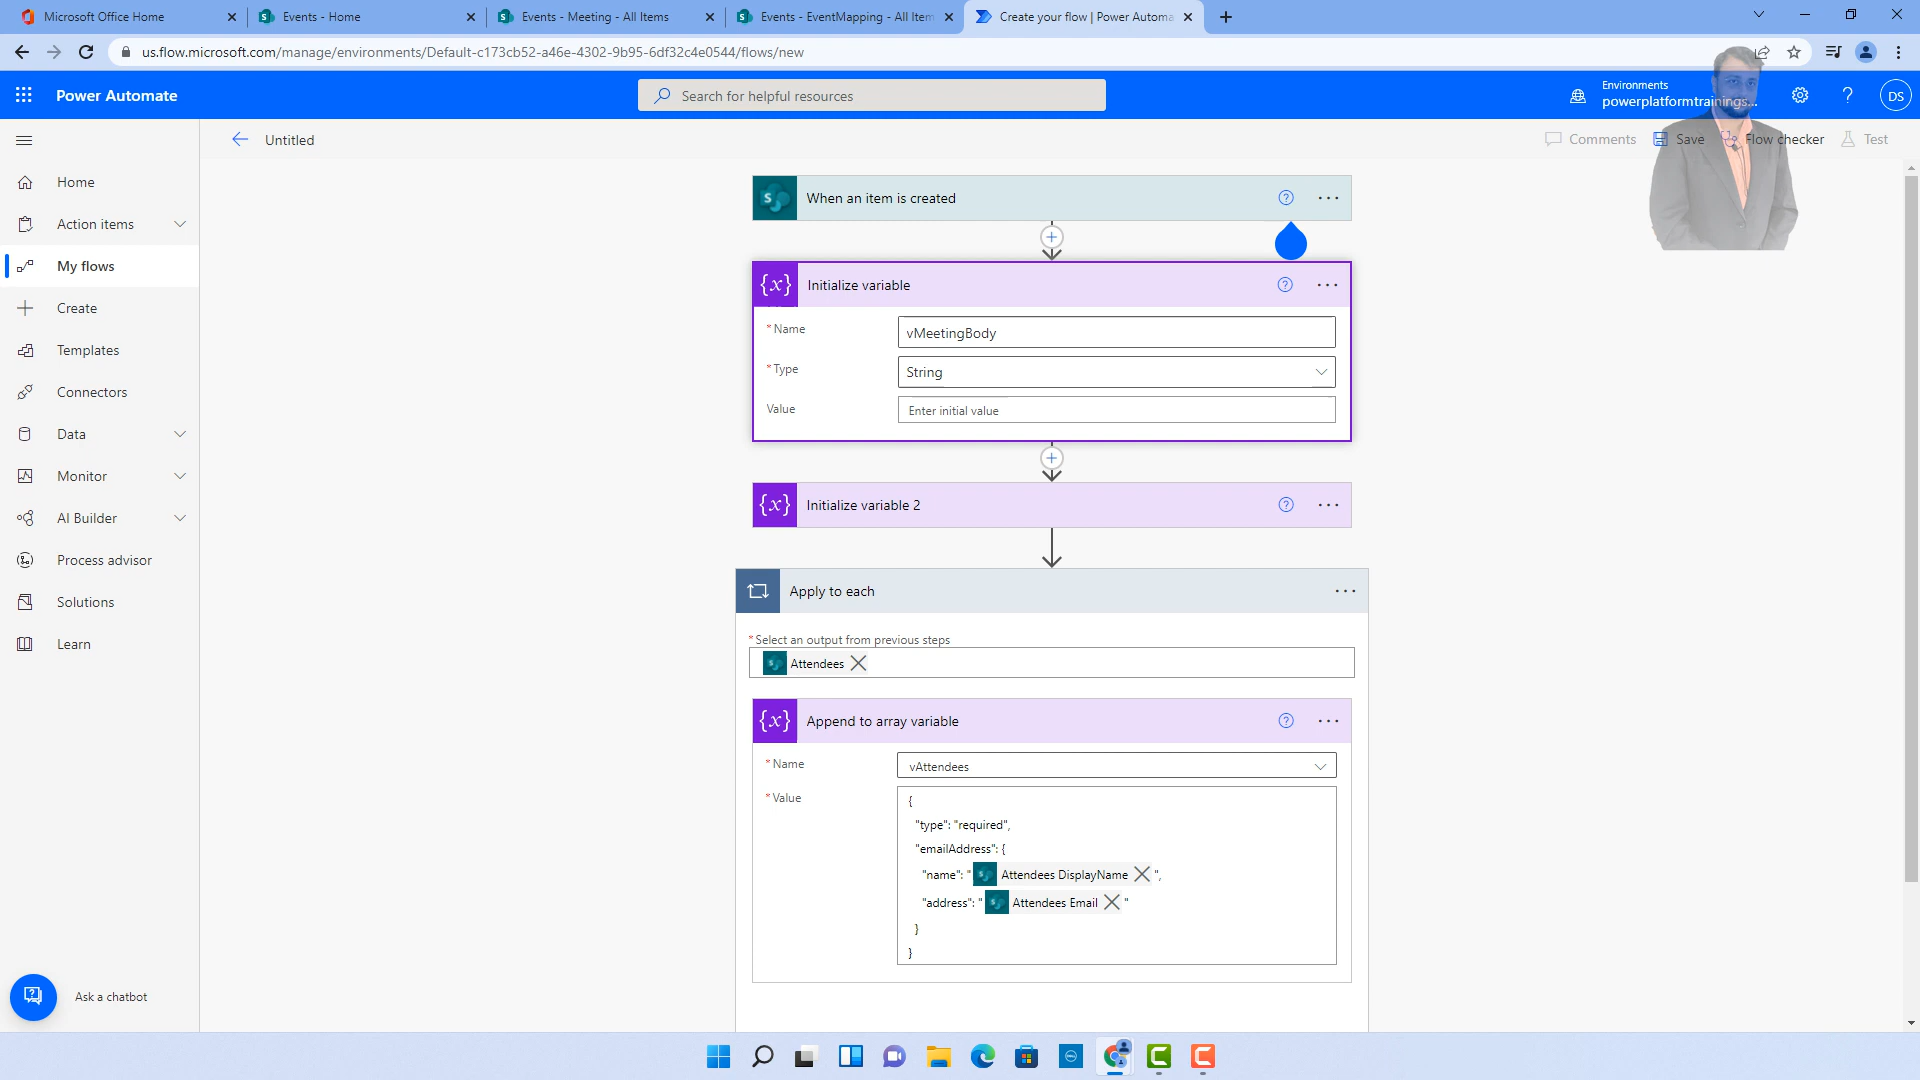 Microsoft Office Home
Events - Home
Events - Meeting - All Items
Events - EventMapping - All Item
Create your flow | Power Automa
us.flow.microsoft.com/manage/environments/Default-c173cb52-a46e-4302-9b95-6df32c4e0544/flows/new
Power Automate
Search for helpful resources
Environments
powerplatformtrainings...
DS
Untitled
Comments
Save
Flow checker
Test
Home
Action items
My flows
Create
Templates
Connectors
Data
Monitor
AI Builder
Process advisor
Solutions
Learn
Ask a chatbot
When an item is created
{x} Initialize variable
* Name
vMeetingBody
* Type
String
Value
Enter initial value
{x} Initialize variable 2
Apply to each
* Select an output from previous steps
Attendees
{x} Append to array variable
* Name
vAttendees
* Value
{
"type": "required",
"emailAddress": {
"name": " Attendees DisplayName ",
"address": " Attendees Email "
}
}